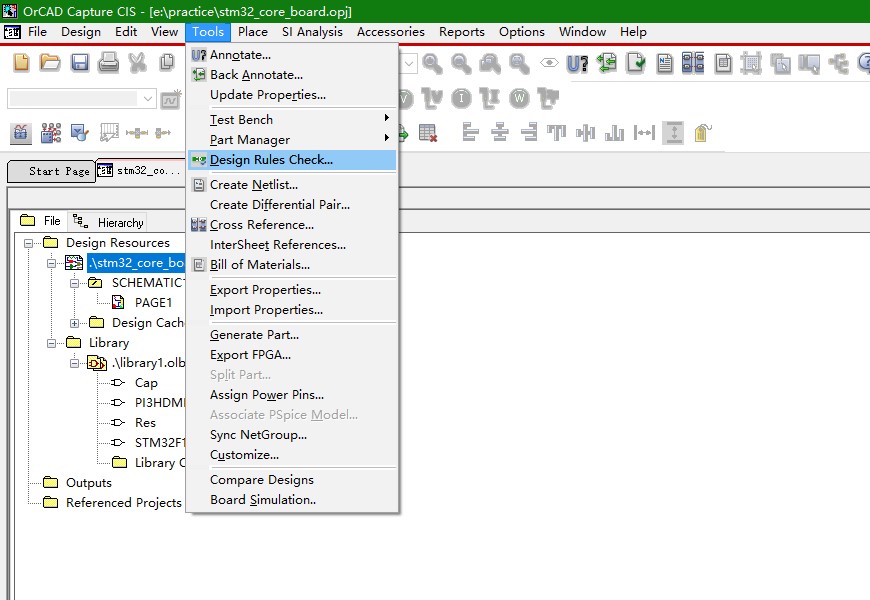 OrCAD Capture CIS - [e:\practice\stm32_core_board.opj]
File Design Edit View Tools Place SI Analysis Accessories Reports Options Window Help
Annotate...
Back Annotate...
Update Properties...
Test Bench
Part Manager
Design Rules Check...
Create Netlist...
Create Differential Pair...
Cross Reference...
InterSheet References...
Bill of Materials...
Export Properties...
Import Properties...
Generate Part...
Export FPGA...
Split Part...
Assign Power Pins...
Associate PSpice Model...
Sync NetGroup...
Customize...
Compare Designs
Board Simulation..
U?
V
I
W
Start Page
stm32_co...
File
Hierarchy
Design Resources
.\stm32_core_bo
SCHEMATIC
PAGE1
Design Cach
Library
.\library1.olb
Cap
PI3HDMI
Res
STM32F1
Library C
Outputs
Referenced Projects